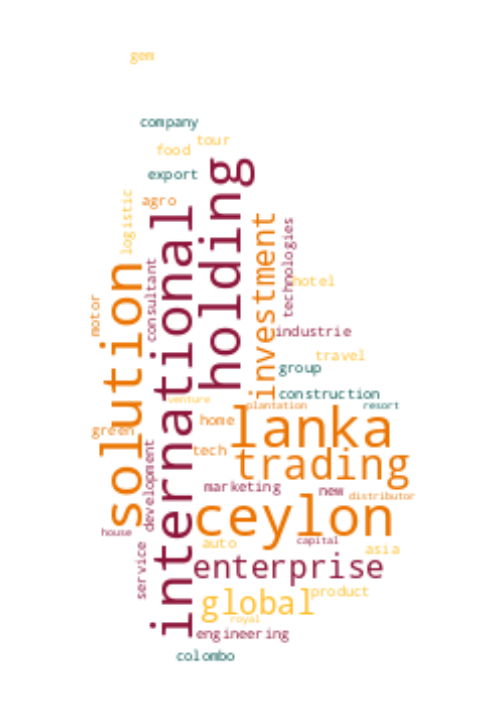 gem
company
tour
food
export
agro
logistic
holding
international
investment
technologies
consultant
solution
hotel
motor
industrie
travel
group
construction
venture
plantation
resort
lanka
home
green
tech
trading
development
marketing
new
distributor
ceylon
house
capital
auto
asia
service
enterprise
product
global
royal
engineering
colombo